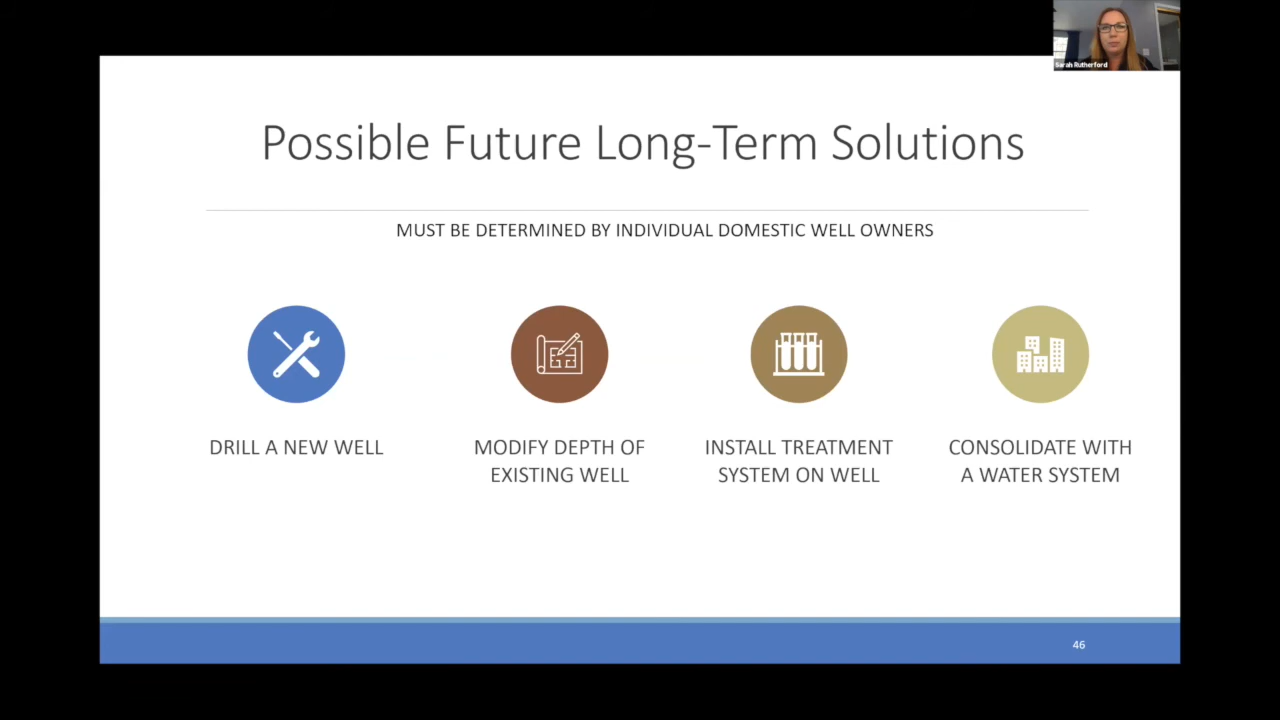 Sarah Rutherford
Possible Future Long-Term Solutions
MUST BE DETERMINED BY INDIVIDUAL DOMESTIC WELL OWNERS
DRILL A NEW WELL
MODIFY DEPTH OF
EXISTING WELL
INSTALL TREATMENT
SYSTEM ON WELL
CONSOLIDATE WITH
A WATER SYSTEM
46